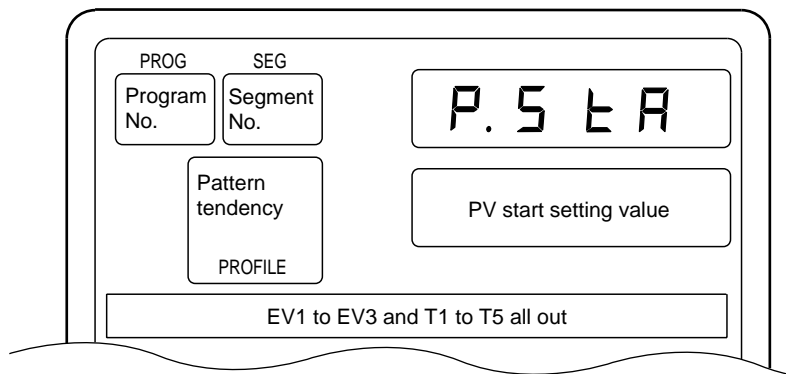 PROG SEG
Program Segment
No. No.
P. S t A
Pattern
tendency
PROFILE
PV start setting value
EV1 to EV3 and T1 to T5 all out